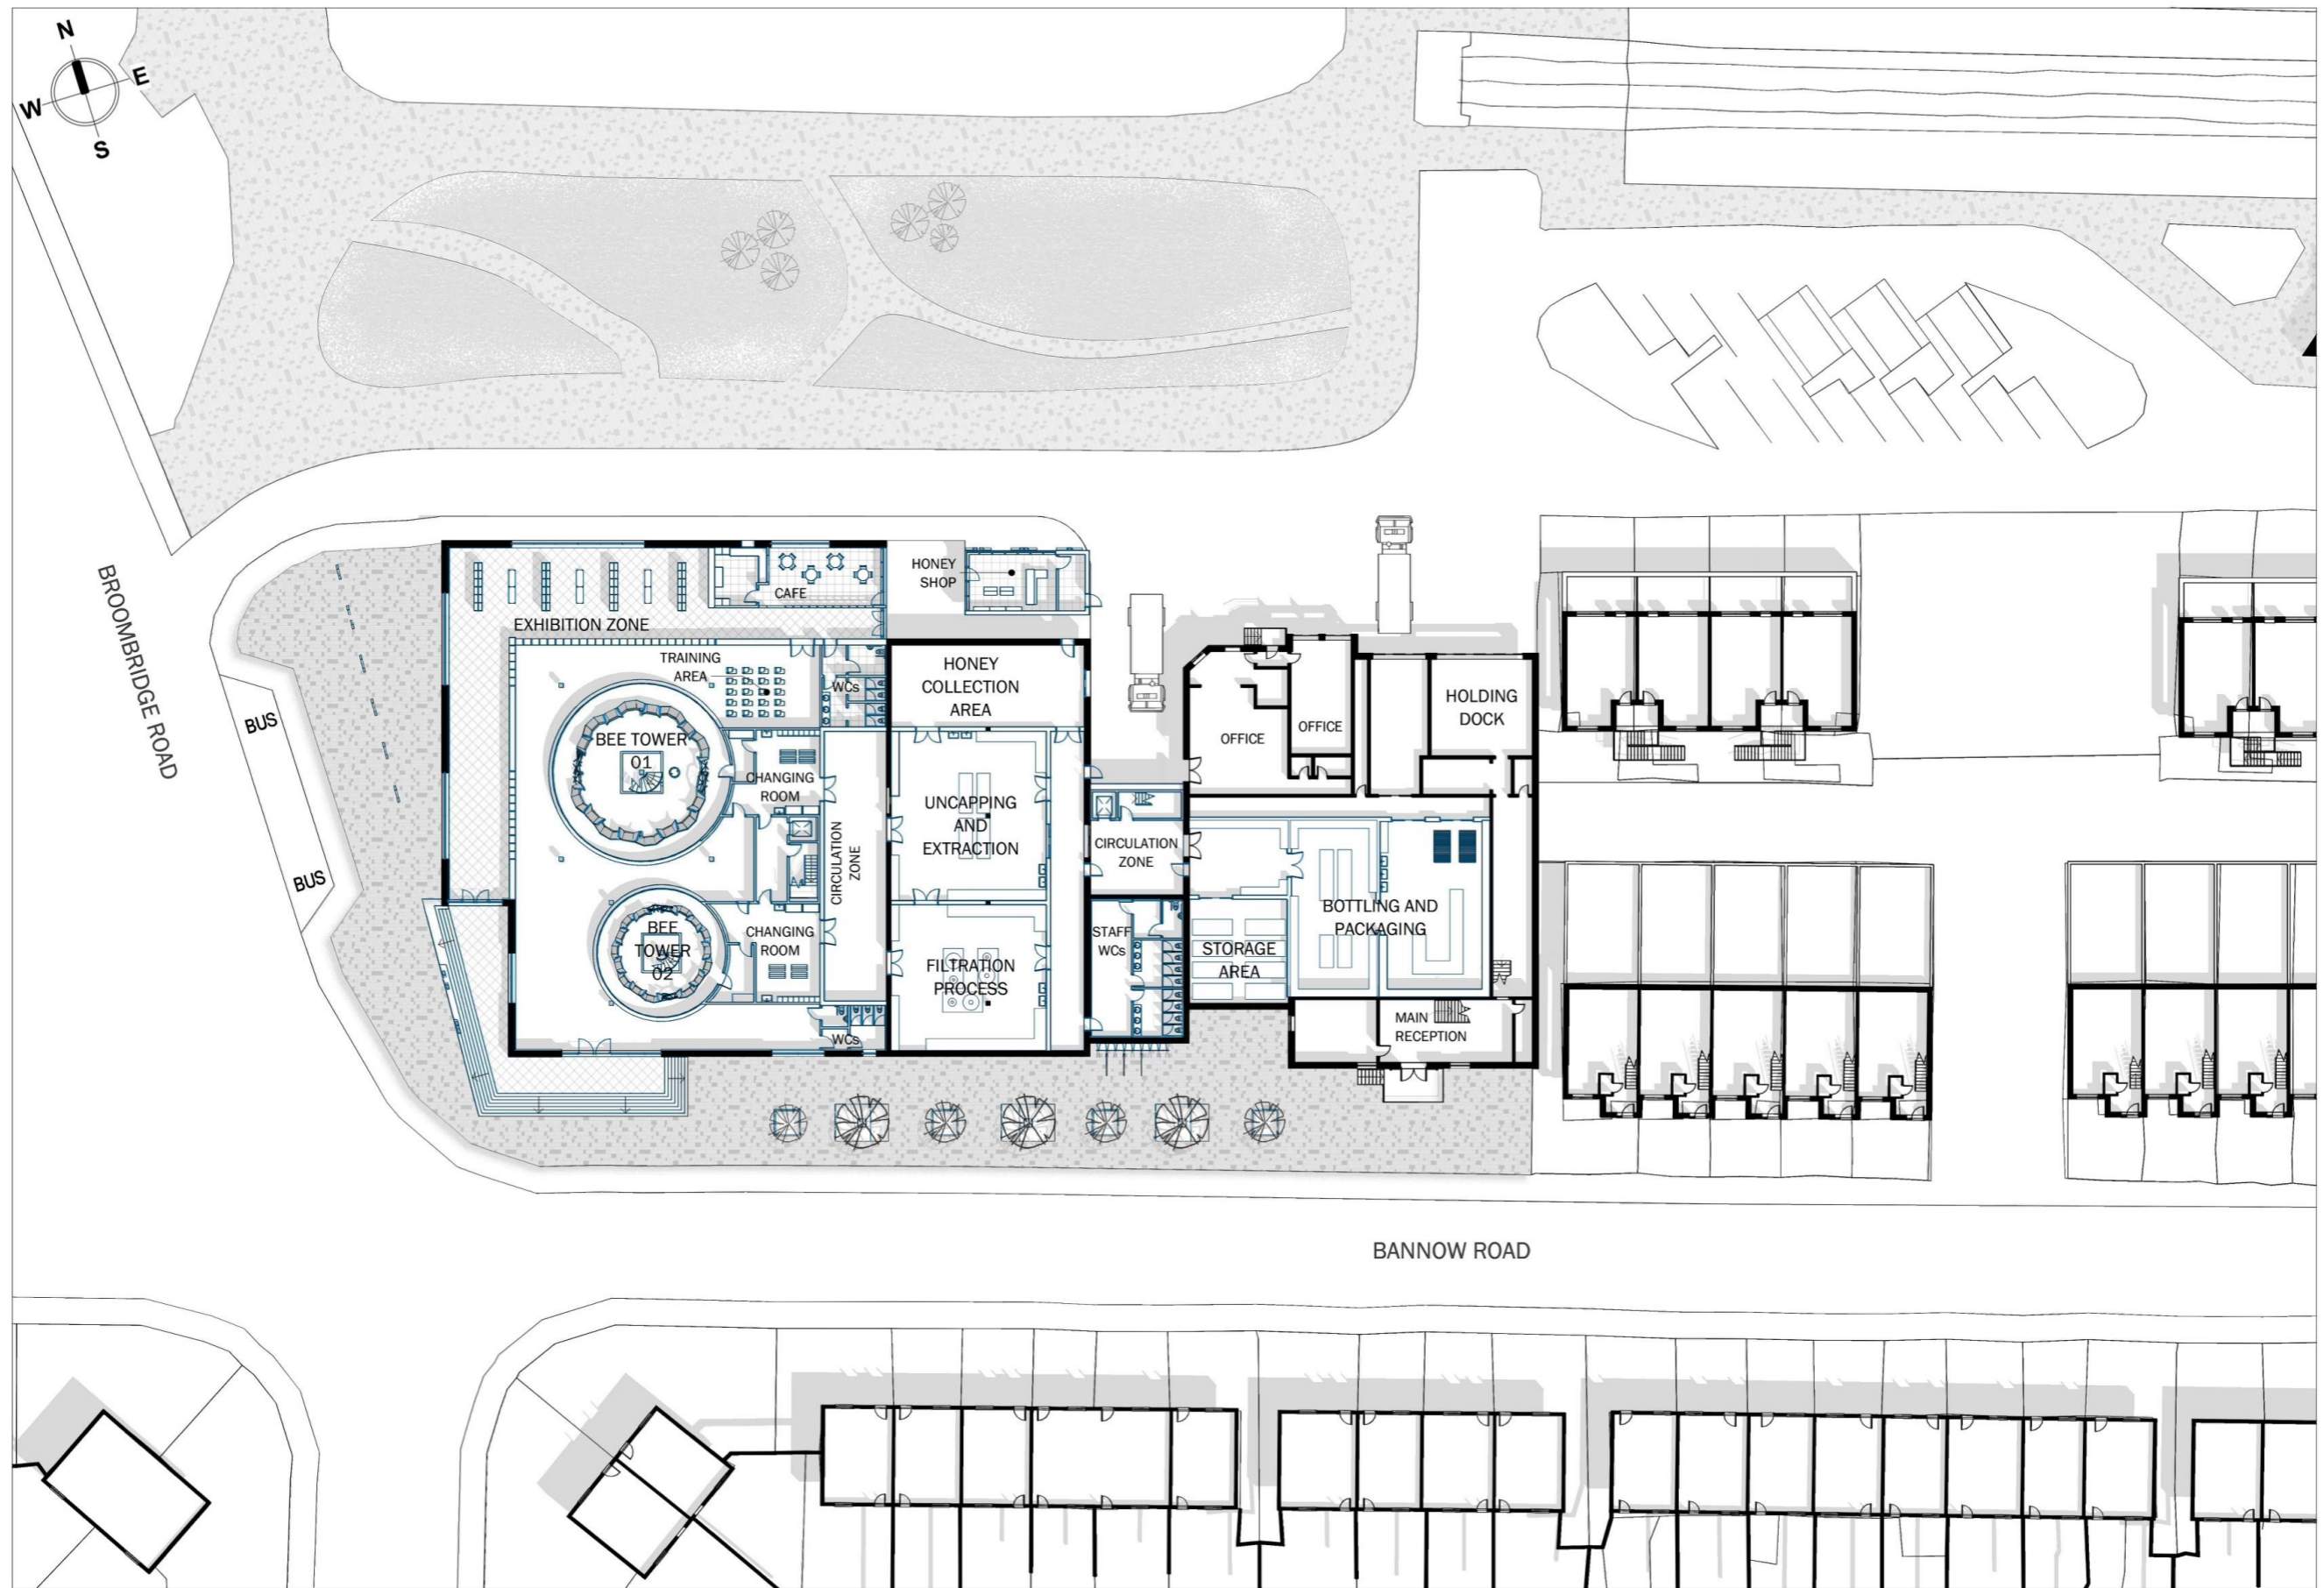 N
E
W
S
BROOMBRIDGE ROAD
BUS
BUS
HONEY
SHOP
CAFE
EXHIBITION ZONE
TRAINING
AREA
WCs
HONEY
COLLECTION
AREA
HOLDING
DOCK
OFFICE
OFFICE
BEE TOWER
01
CHANGING
ROOM
UNCAPPING
AND
EXTRACTION
CIRCULATION
ZONE
CIRCULATION
ZONE
BEE
TOWER
02
CHANGING
ROOM
STAFF
WCs
BOTTLING AND
PACKAGING
STORAGE
AREA
FILTRATION
PROCESS
WCs
MAIN
RECEPTION
BANNOW ROAD